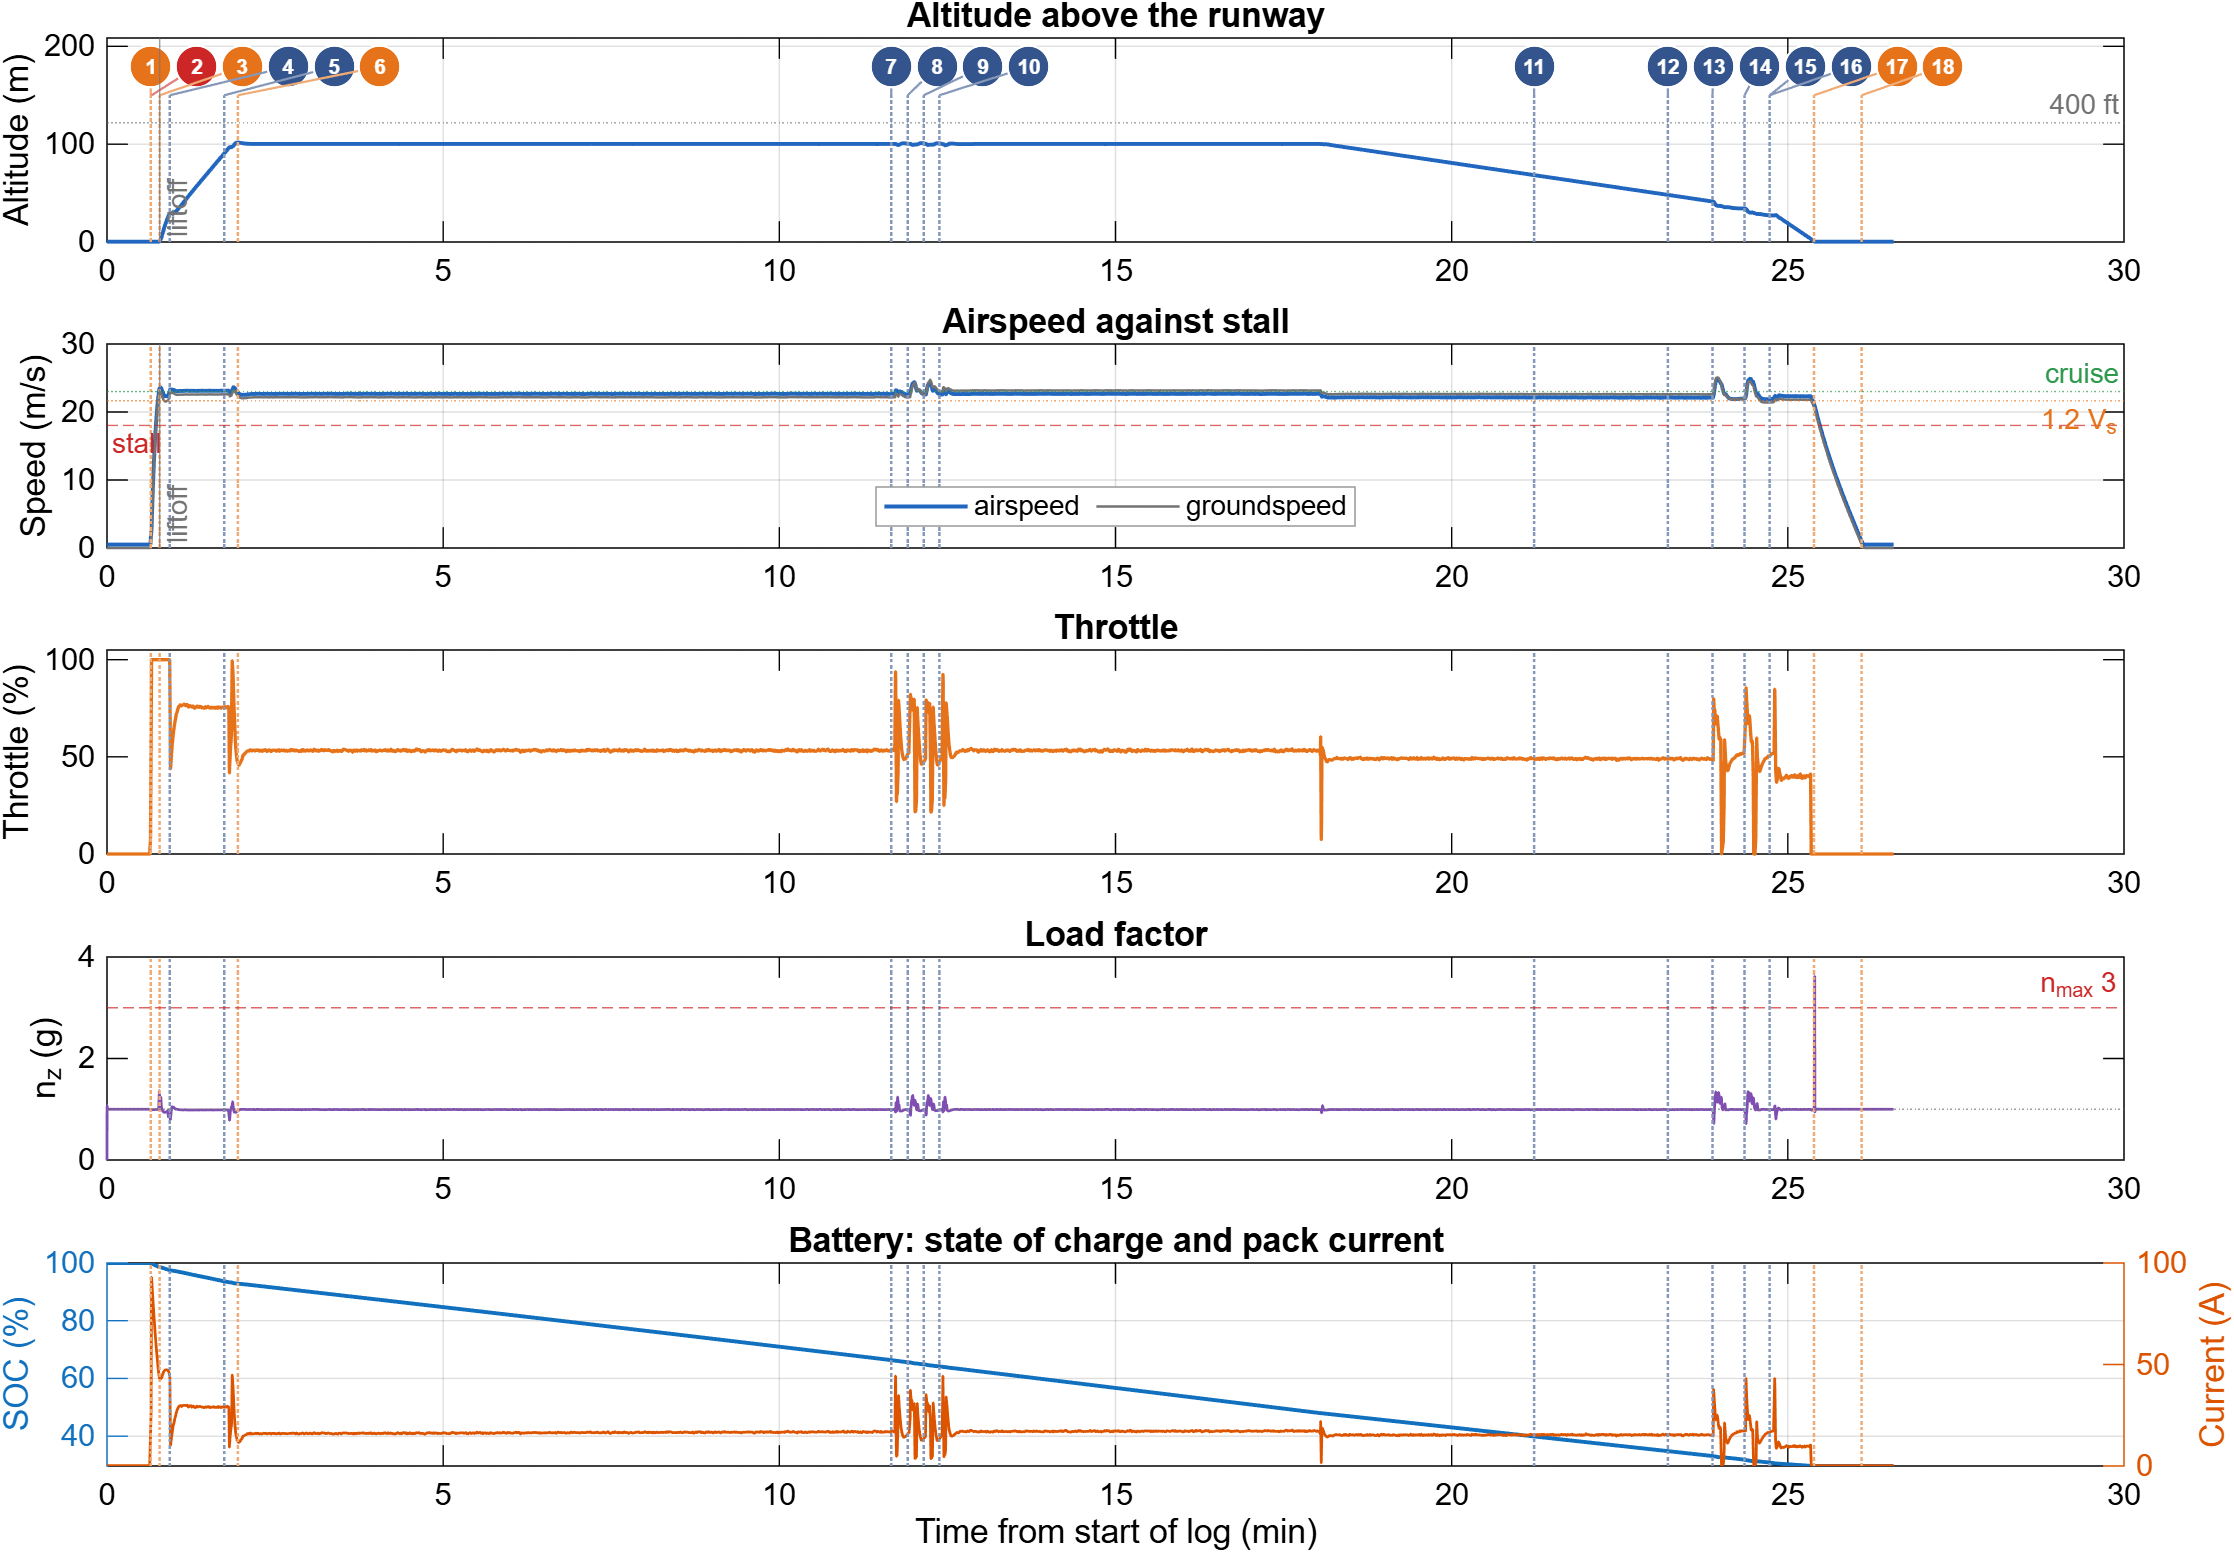 Altitude above the runway
Altitude (m)
200
100
0
1 2 3 4 5 6 7 8 9 10 11 12 13 14 15 16 17 18
400 ft
liftoff
0 5 10 15 20 25 30
Airspeed against stall
Speed (m/s)
30
20
10
0
cruise
1.2 Vs
stall
liftoff
airspeed groundspeed
0 5 10 15 20 25 30
Throttle
Throttle (%)
100
50
0
0 5 10 15 20 25 30
Load factor
nz (g)
4
2
0
nmax 3
0 5 10 15 20 25 30
Battery: state of charge and pack current
SOC (%)
100
80
60
40
100
50
0
Current (A)
0 5 10 15 20 25 30
Time from start of log (min)